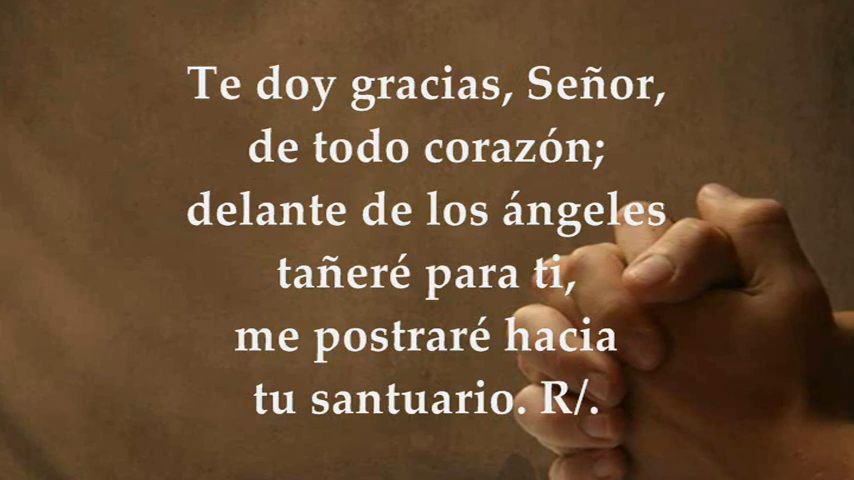 Te doy gracias, Señor,
de todo corazón;
delante de los ángeles
tañeré para ti,
me postraré hacia
tu santuario. R/.